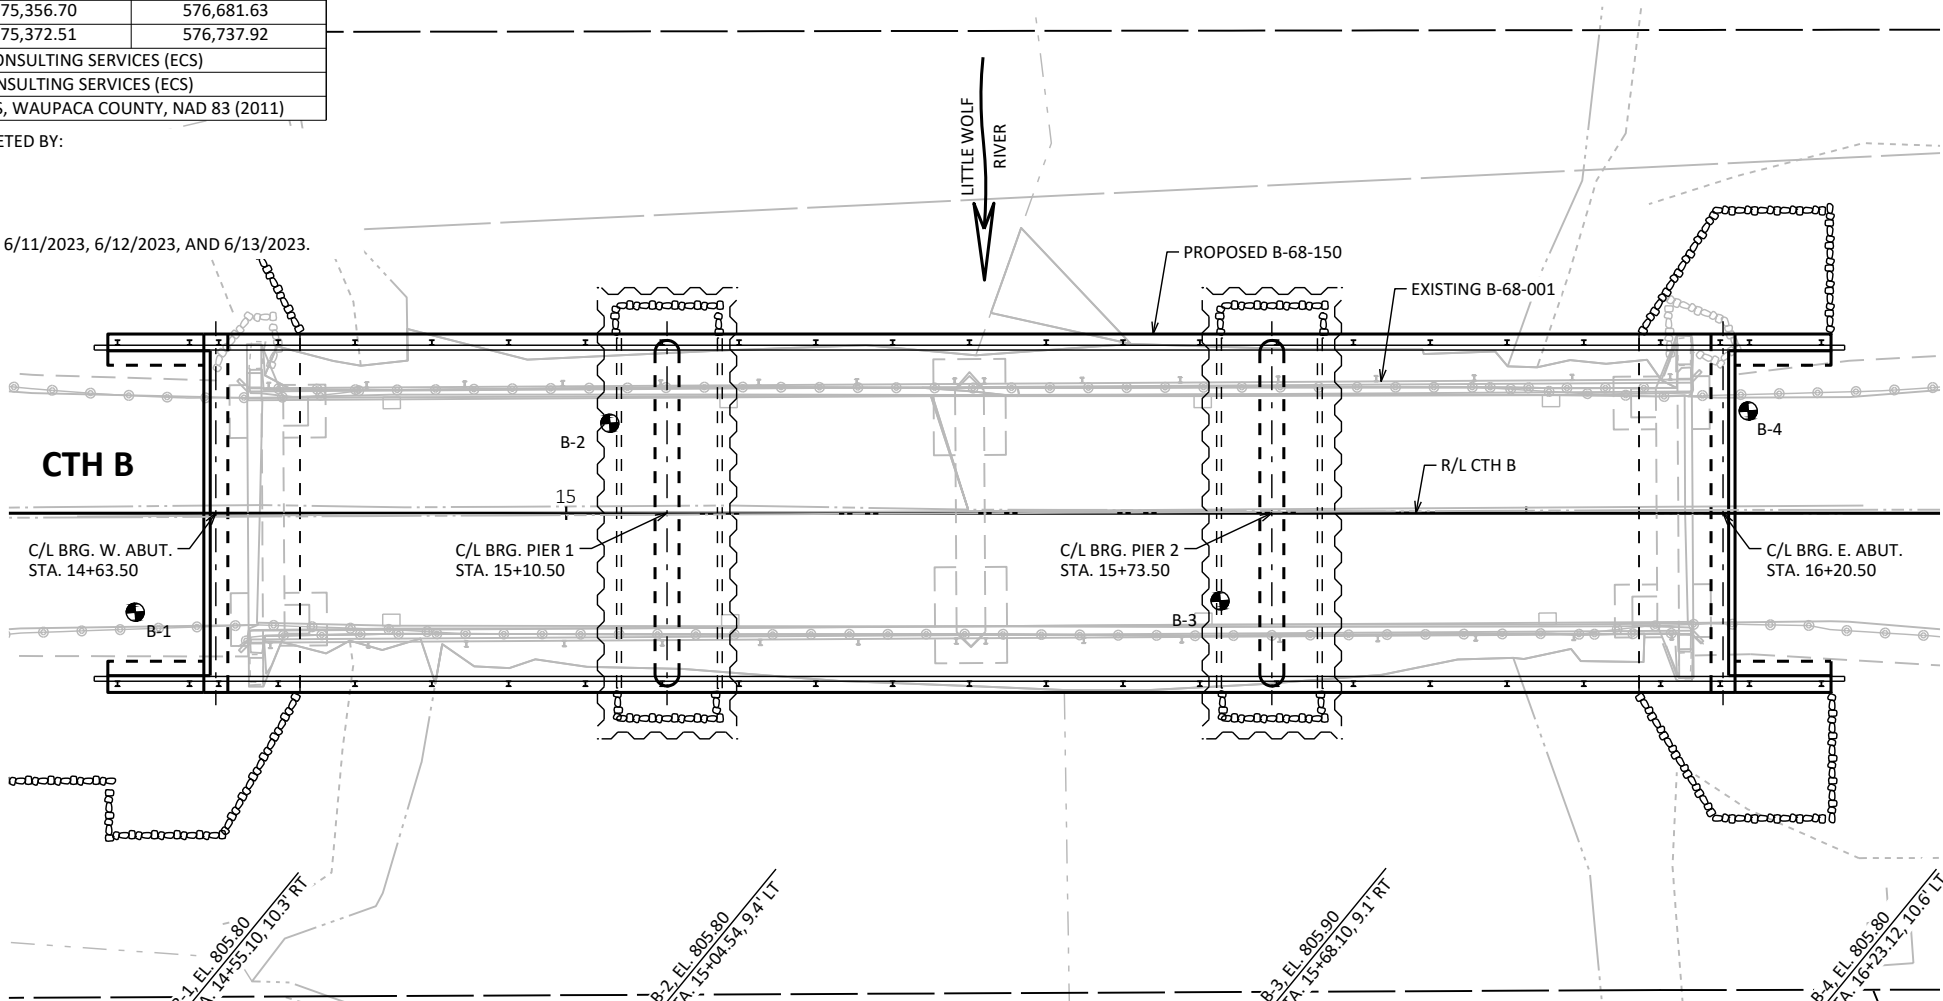 75,356.70 576,681.63
75,372.51 576,737.92
ONSULTING SERVICES (ECS)
NSULTING SERVICES (ECS)
S, WAUPACA COUNTY, NAD 83 (2011)
ETED BY:
6/11/2023, 6/12/2023, AND 6/13/2023.
LITTLE WOLF
RIVER
PROPOSED B-68-150
EXISTING B-68-001
B-2
B-4
CTH B
R/L CTH B
15
C/L BRG. W. ABUT.
STA. 14+63.50
C/L BRG. PIER 1
STA. 15+10.50
C/L BRG. PIER 2
STA. 15+73.50
C/L BRG. E. ABUT.
STA. 16+20.50
B-1
B-3
B-1, EL. 805.80
A. 14+55.10, 10.3' RT
B-2, EL. 805.80
A. 15+04.54, 9.4' LT
B-3, EL. 805.90
TA. 15+68.10, 9.1' RT
B-4, EL. 805.80
A. 16+23.12, 10.6' LT